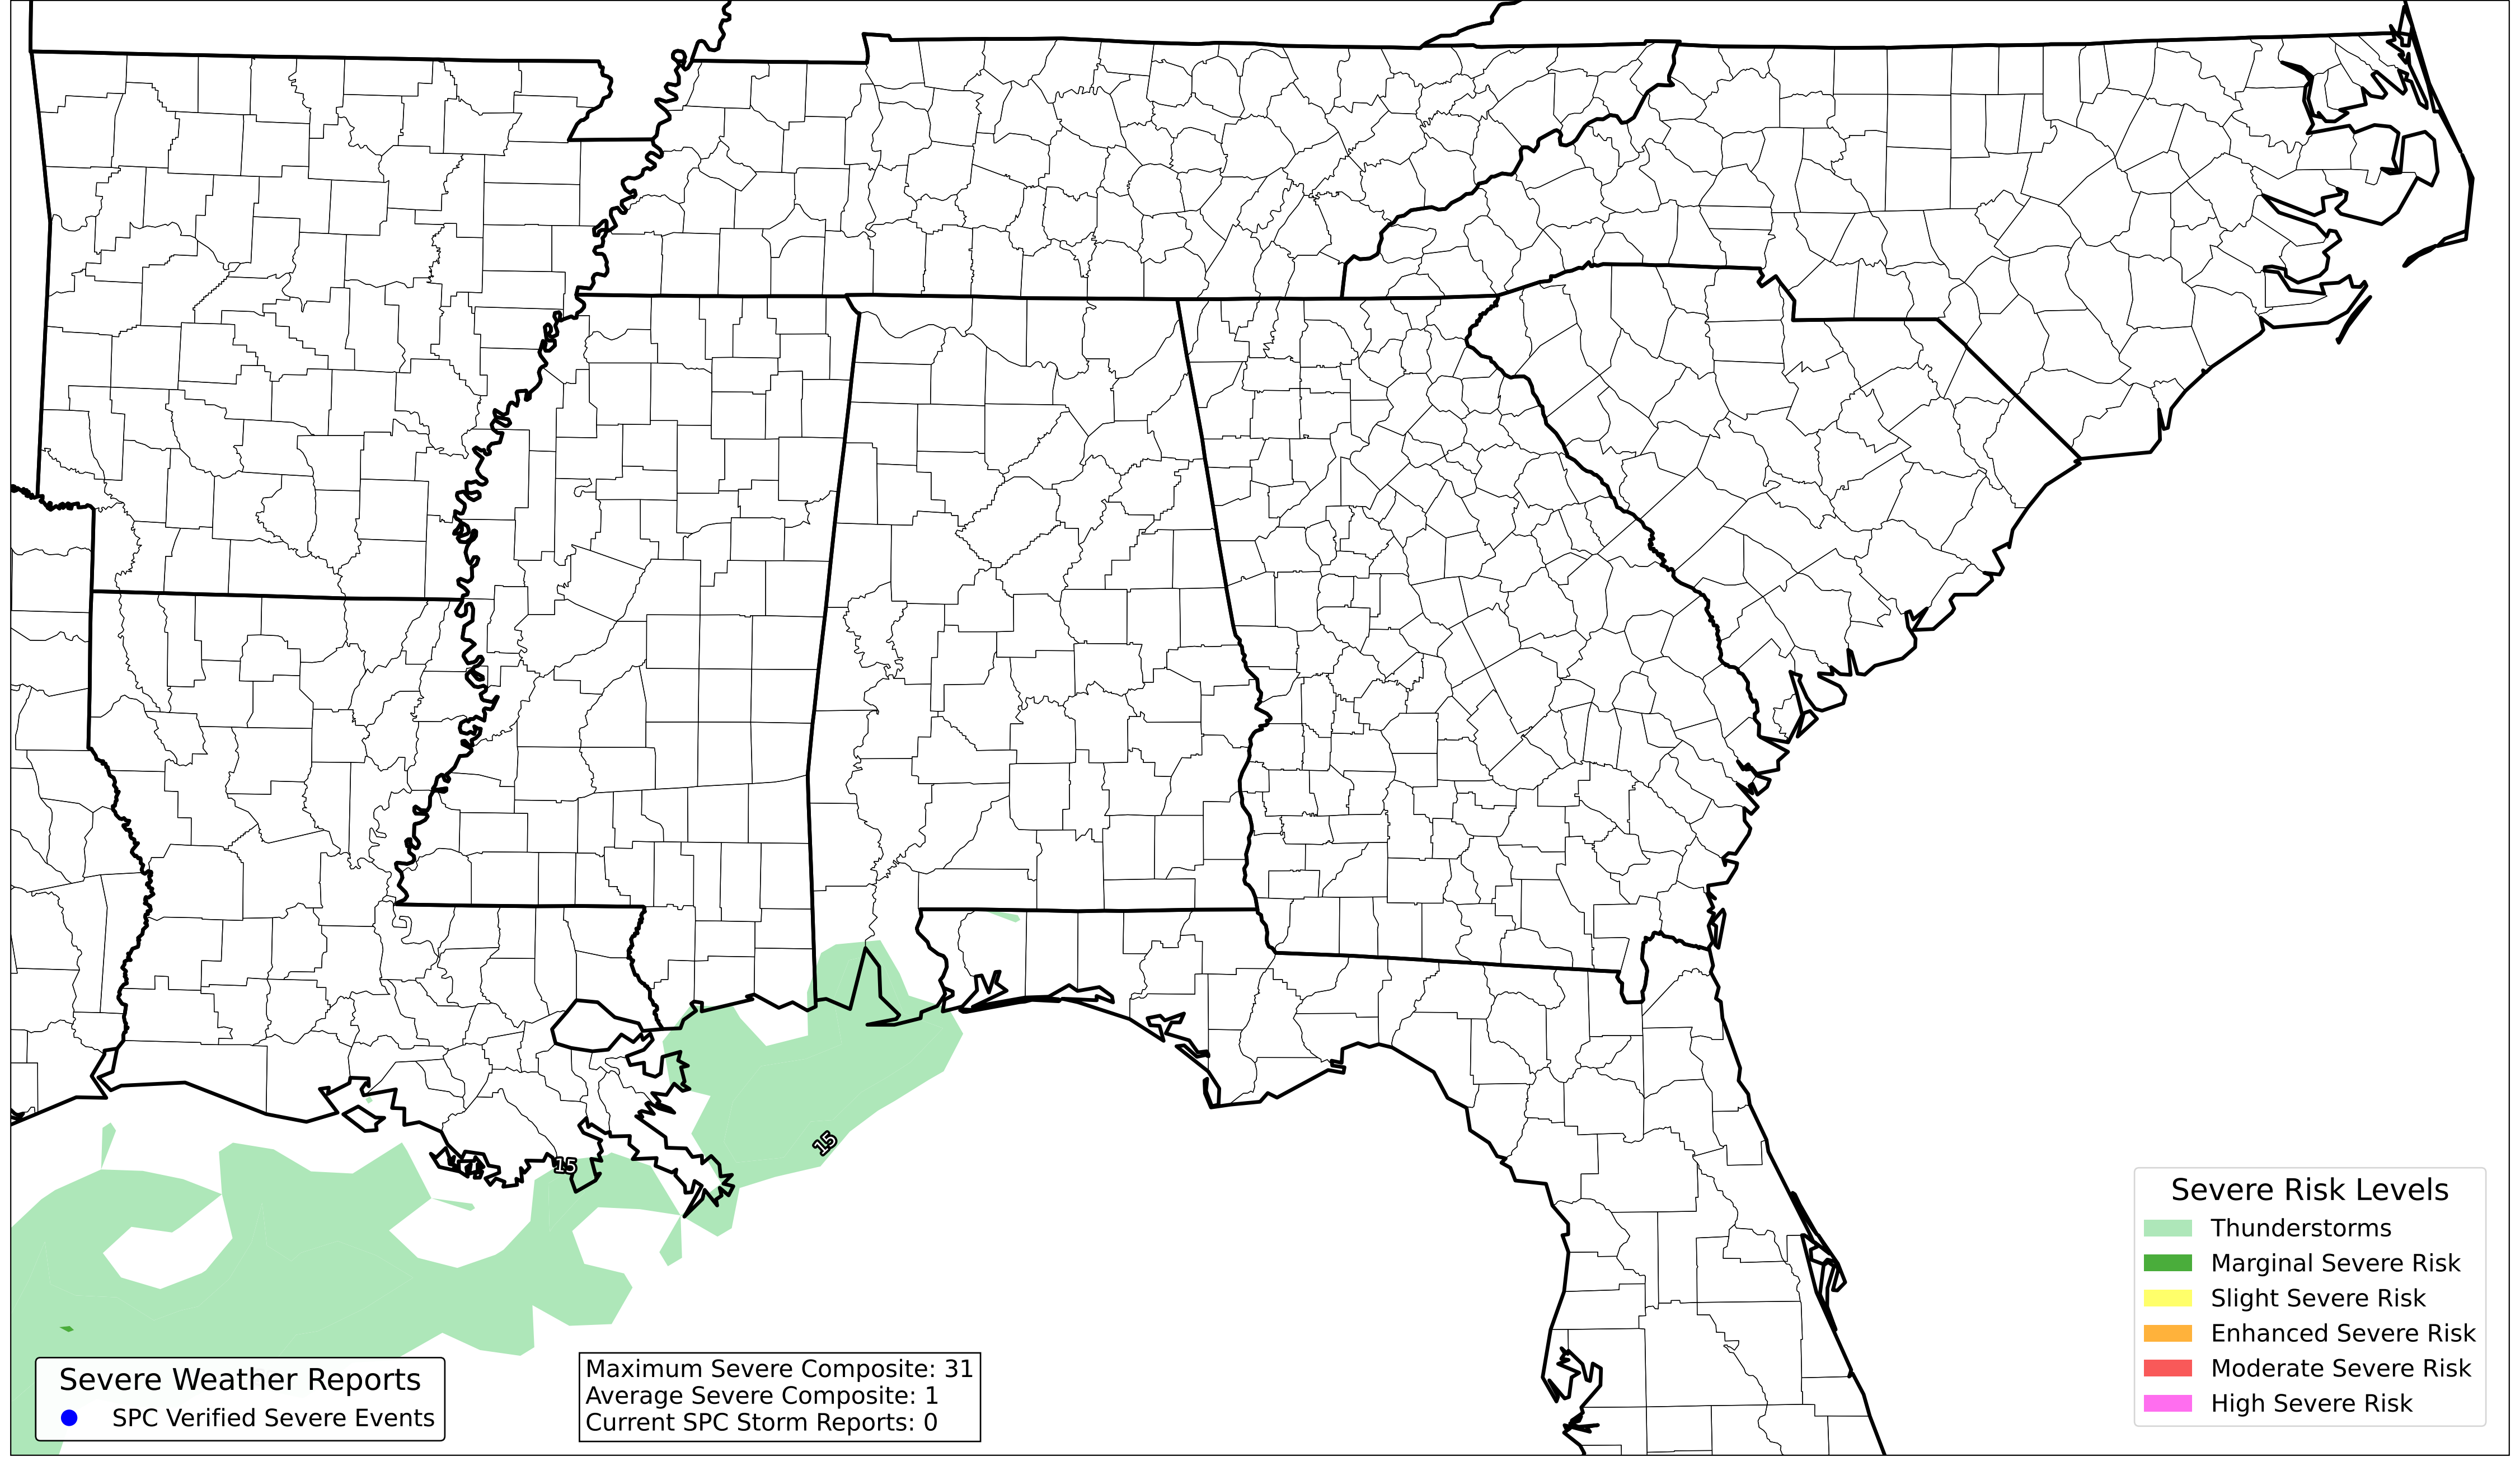 15
15
Severe Weather Reports
SPC Verified Severe Events
Maximum Severe Composite: 31
Average Severe Composite: 1
Current SPC Storm Reports: 0
Severe Risk Levels
Thunderstorms
Marginal Severe Risk
Slight Severe Risk
Enhanced Severe Risk
Moderate Severe Risk
High Severe Risk